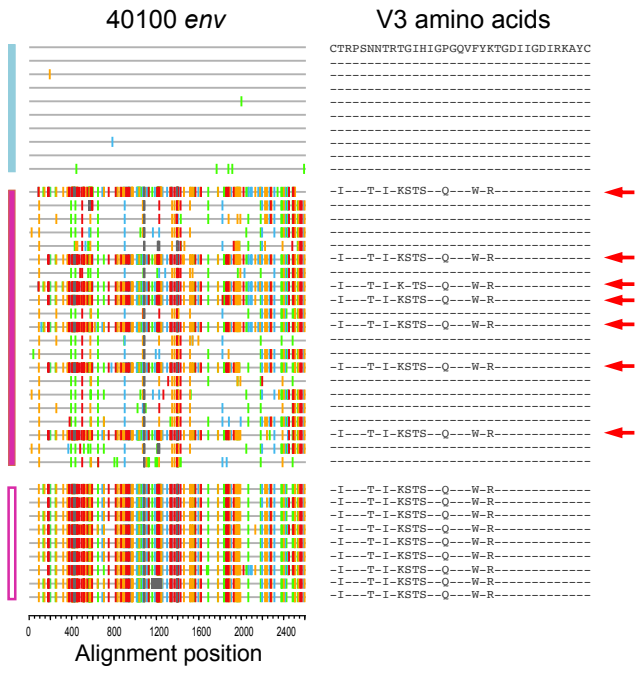 40100 env
V3 amino acids
CTRPSNNTRTGIHIGPGQVFYKTGDIIGDIRKAYC
-----------------------------------
-----------------------------------
-----------------------------------
-----------------------------------
-----------------------------------
-----------------------------------
-----------------------------------
-----------------------------------
-----------------------------------
-I---T-I-KSTS--Q---W-R-------------
-----------------------------------
-----------------------------------
-----------------------------------
-----------------------------------
-I---T-I-KSTS--Q---W-R-------------
-----------------------------------
-I---T-I-K-TS--Q---W-R-------------
-I---T-I-KSTS--Q---W-R-------------
-----------------------------------
-I---T-I-KSTS--Q---W-R-------------
-----------------------------------
-----------------------------------
-I---T-I-KSTS--Q---W-R-------------
-----------------------------------
-----------------------------------
-----------------------------------
-----------------------------------
-I---T-I-KSTS--Q---W-R-------------
-----------------------------------
-----------------------------------
-I---T-I-KSTS--Q---W-R-------------
-I---T-I-KSTS--Q---W-R-------------
-I---T-I-KSTS--Q---W-R-------------
-I---T-I-KSTS--Q---W-R-------------
-I---T-I-KSTS--Q---W-R-------------
-I---T-I-KSTS--Q---W-R-------------
-I---T-I-KSTS--Q---W-R-------------
-I---T-I-KSTS--Q---W-R-------------
-I---T-I-KSTS--Q---W-R-------------
0 400 800 1200 1600 2000 2400
Alignment position